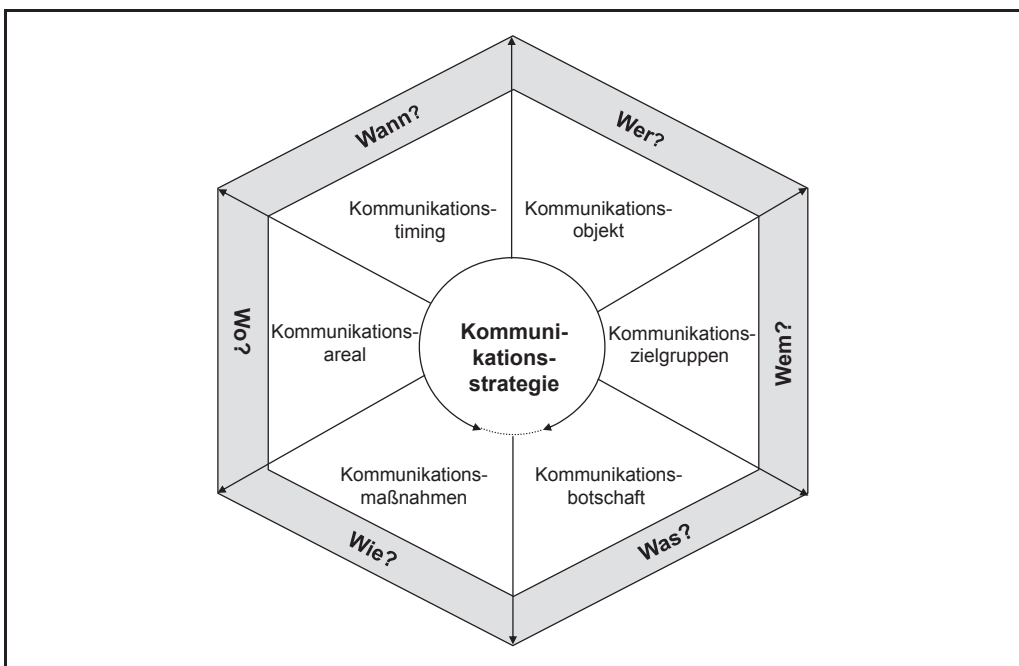 Wann?
Wer?
Kommunikations-
timing
Kommunikations-
objekt
Wo?
Kommunikations-
areal
Kommuni-
kations-
strategie
Kommunikations-
zielgruppen
Wem?
Kommunikations-
maßnahmen
Kommunikations-
botschaft
Wie?
Was?